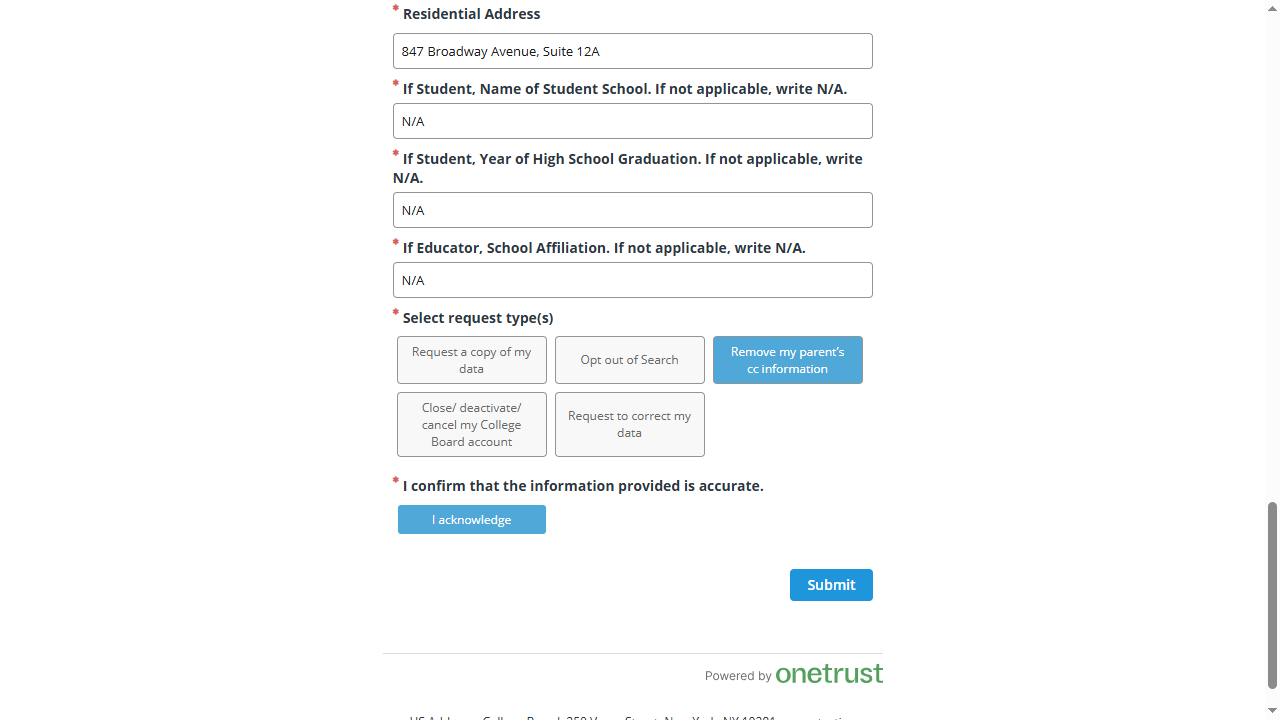 * Residential Address
847 Broadway Avenue, Suite 12A
* If Student, Name of Student School. If not applicable, write N/A.
N/A
* If Student, Year of High School Graduation. If not applicable, write
N/A.
N/A
* If Educator, School Affiliation. If not applicable, write N/A.
N/A
* Select request type(s)
Request a copy of my
data
Opt out of Search
Remove my parent's
cc information
Close/ deactivate/
cancel my College
Board account
Request to correct my
data
* I confirm that the information provided is accurate.
I acknowledge
Submit
Powered by onetrust